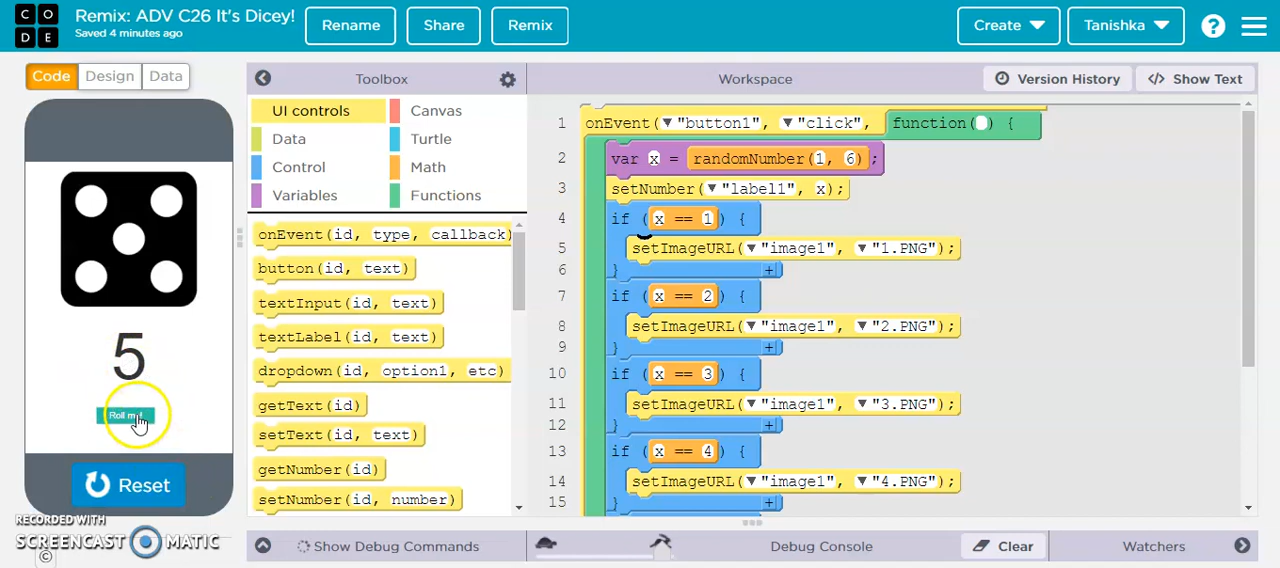 CODE
Remix: ADV C26 It's Dicey!
Saved 4 minutes ago
Rename
Share
Remix
Create
Tanishka
?
Code
Design
Data
Toolbox
Workspace
Version History
</> Show Text
UI controls
Canvas
Data
Turtle
Control
Math
Variables
Functions
onEvent(id, type, callback)
button(id, text)
textInput(id, text)
textLabel(id, text)
dropdown(id, option1, etc)
getText(id)
setText(id, text)
getNumber(id)
setNumber(id, number)
1 onEvent("button1", "click", function( ) {
2 var x = randomNumber(1, 6);
3 setNumber("label1", x);
4 if (x == 1) {
5 setImageURL("image1", "1.PNG");
6 } +
7 if (x == 2) {
8 setImageURL("image1", "2.PNG");
9 } +
10 if (x == 3) {
11 setImageURL("image1", "3.PNG");
12 } +
13 if (x == 4) {
14 setImageURL("image1", "4.PNG");
15 } +
5
Roll me!
Reset
RECORDED WITH
SCREENCAST MATIC
©
Show Debug Commands
Debug Console
Clear
Watchers